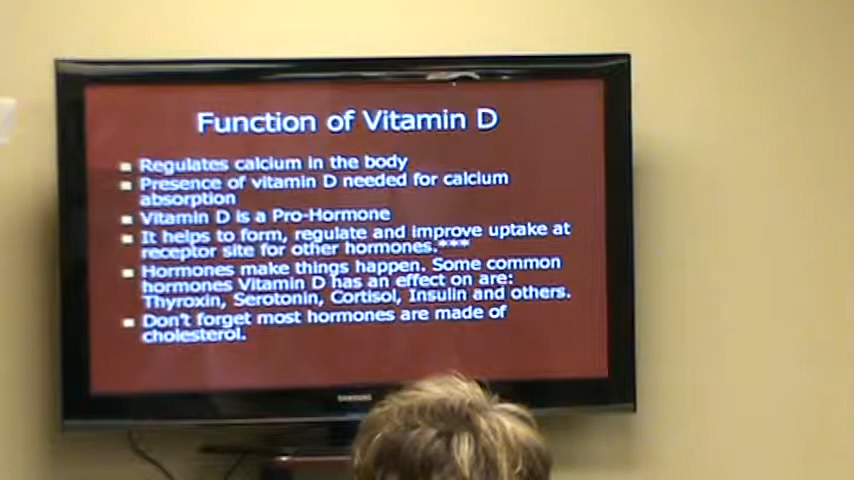 Function of Vitamin D
Regulates calcium in the body
Presence of vitamin D needed for calcium
absorption
Vitamin D is a Pro-Hormone
It helps to form, regulate and improve uptake at
receptor site for other hormones.***
Hormones make things happen. Some common
hormones Vitamin D has an effect on are:
Thyroxin, Serotonin, Cortisol, Insulin and others.
Don't forget most hormones are made of
cholesterol.
SAMSUNG